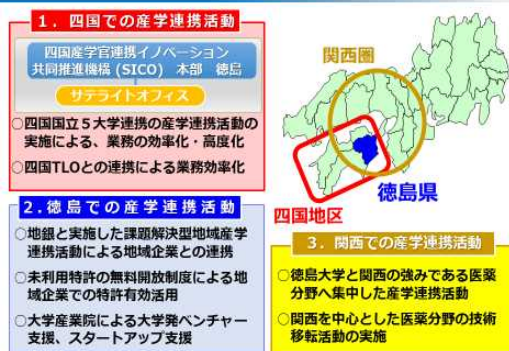 1. 四国での産学連携活動
四国産学官連携イノベーション
共同推進機構 (SICO) 本部 徳島
サテライトオフィス
○四国国立5大学連携の産学連携活動の
実施による、業務の効率化・高度化
○四国TLOとの連携による業務効率化
関西圏
徳島県
四国地区
2.徳島での産学連携活動
○地銀と実施した課題解決型地域産学
連携活動による地域企業との連携
○未利用特許の無料開放制度による地
域企業での特許有効活用
○大学産業院による大学発ベンチャー
支援、スタートアップ支援
3. 関西での産学連携活動
○徳島大学と関西の強みである医薬
分野へ集中した産学連携活動
○関西を中心とした医薬分野の技術
移転活動の実施